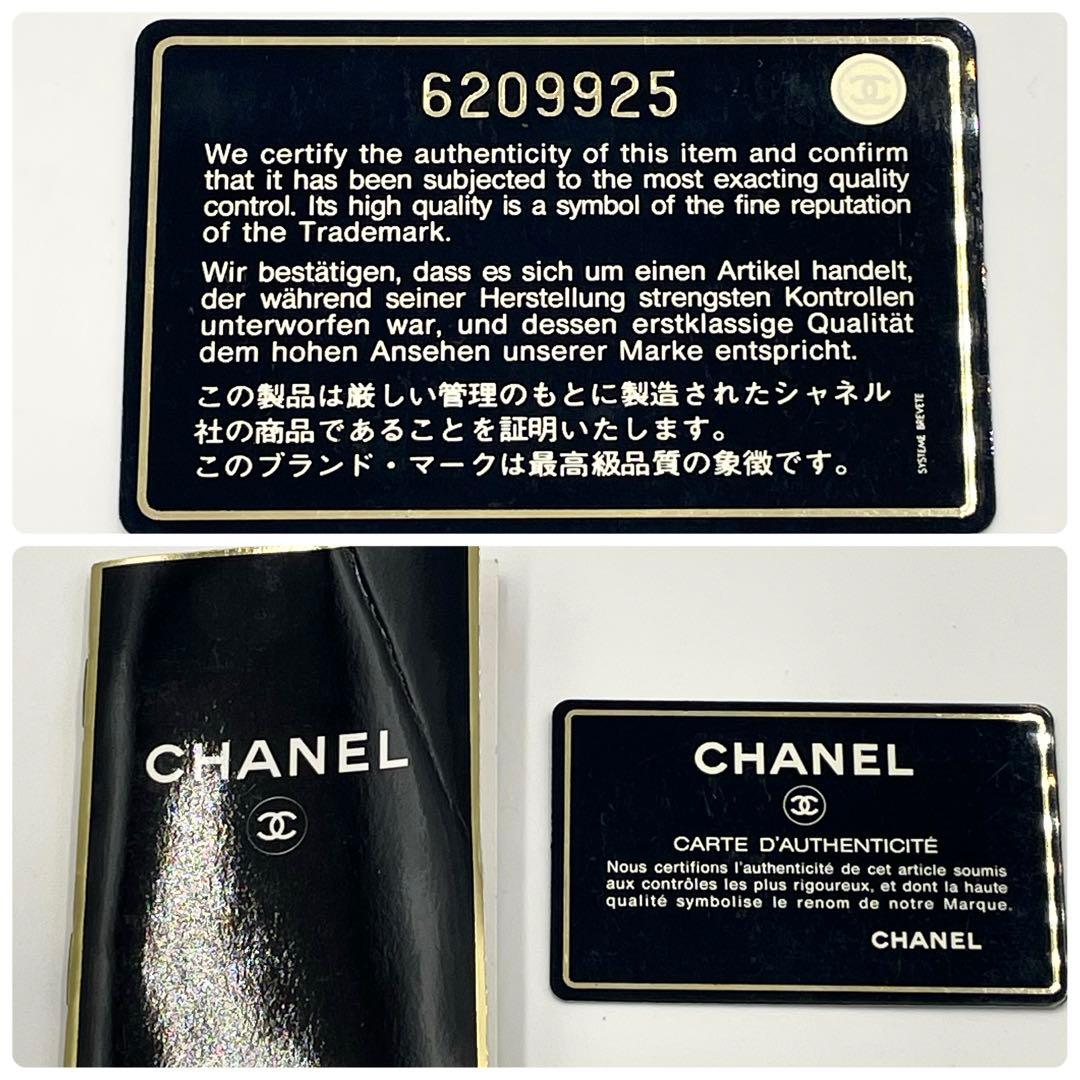 6209925
We certify the authenticity of this item and confirm
that it has been subjected to the most exacting quality
control. Its high quality is a symbol of the fine reputation
of the Trademark.
Wir bestätigen, dass es sich um einen Artikel handelt,
der während seiner Herstellung strengsten Kontrollen
unterworfen war, und dessen erstklassige Qualität
dem hohen Ansehen unserer Marke entspricht.
この製品は厳しい管理のもとに製造されたシャネル
社の商品であることを証明いたします。
このブランド・マークは最高級品質の象徴です。
SYSTEME BREVETE
CHANEL
CHANEL
CARTE D'AUTHENTICITÉ
Nous certifions l'authenticité de cet article soumis
aux contrôles les plus rigoureux, et dont la haute
qualité symbolise le renom de notre Marque.
CHANEL